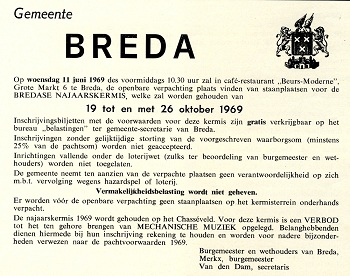 Gemeente
BREDA
Op woensdag 11 juni 1969 des voormiddags 10.30 uur zal in café-restaurant „Beurs-Moderne",
Grote Markt 6 te Breda, de openbare verpachting plaats vinden van staanplaatsen voor de
BREDASE NAJAARSKERMIS, welke zal worden gehouden van
19 tot en met 26 oktober 1969
Inschrijvingsbiljetten met de voorwaarden voor deze kermis zijn gratis verkrijgbaar op het
bureau „belastingen" ter gemeente-secretarie van Breda.
Inschrijvingen zonder gelijktijdige storting van de voorgeschreven waarborgsom (minstens
25% van de pachtsom) worden niet geaccepteerd.
Inrichtingen vallende onder de loterijwet (zulks ter beoordeling van burgemeester en wet-
houders) worden niet toegelaten.
De gemeente neemt ten aanzien van de verpachte plaatsen geen verantwoordelijkheid op zich
m.b.t. vervolging wegens hazardspel of loterij.
Vermakelijkheidsbelasting wordt niet geheven.
Er worden vóór de openbare verpachting geen staanplaatsen op het kermisterrein onderhands
verpacht.
De najaarskermis 1969 wordt gehouden op het Chasséveld. Voor deze kermis is een VERBOD
tot het ten gehore brengen van MECHANISCHE MUZIEK opgelegd. Belanghebbenden
dienen hiermede bij hun inschrijving rekening te houden en worden voor nadere bijzonder-
heden verwezen naar de pachtvoorwaarden 1969.
Burgemeester en wethouders van Breda,
Merkx, burgemeester
Van den Dam, secretaris